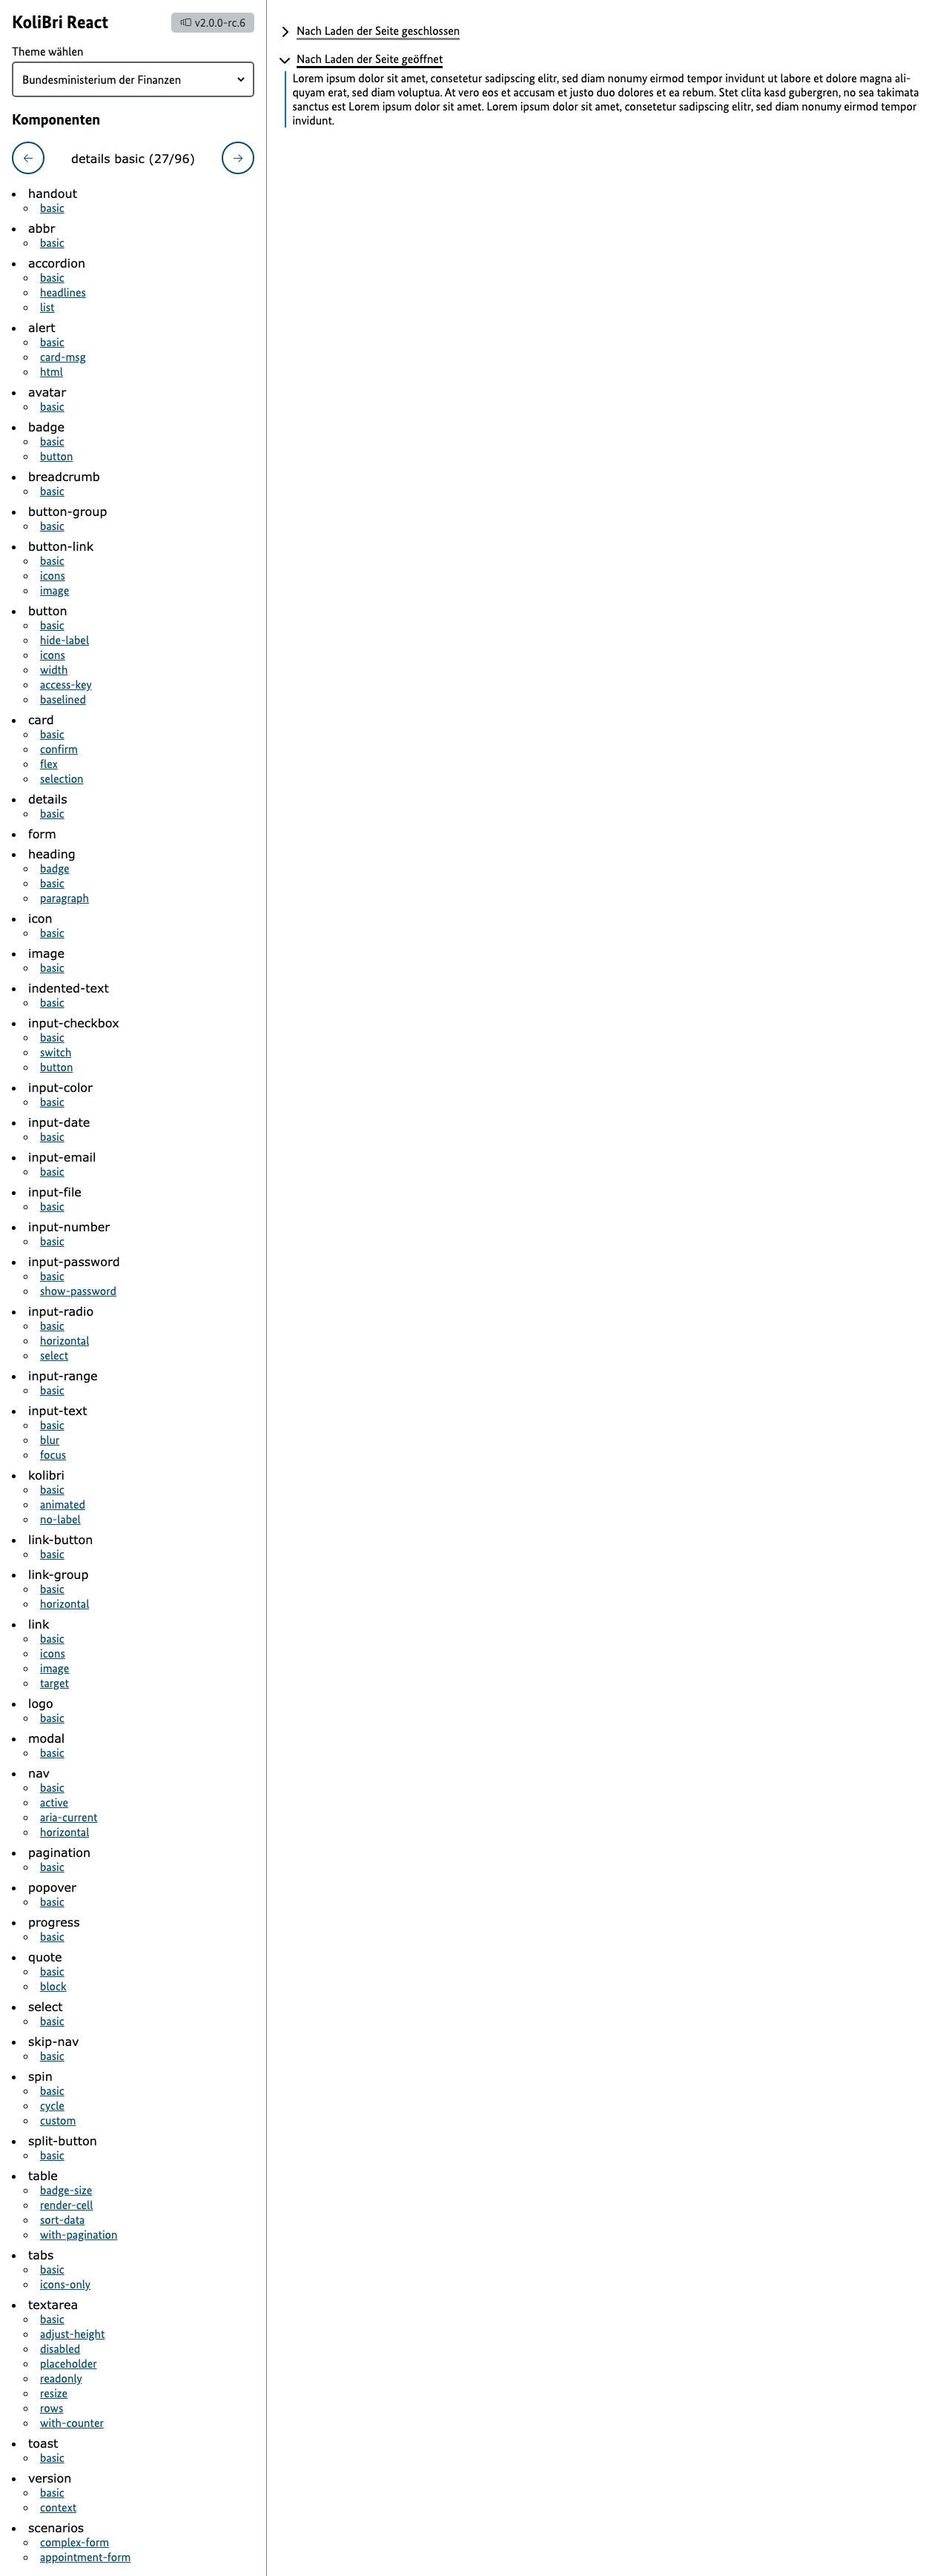 KoliBri React
v2.0.0-rc.6
Theme wählen
Bundesministerium der Finanzen
Komponenten
details basic (27/96)
handout
basic
abbr
basic
accordion
basic
headlines
list
alert
basic
card-msg
html
avatar
basic
badge
basic
button
breadcrumb
basic
button-group
basic
button-link
basic
icons
image
button
basic
hide-label
icons
width
access-key
baselined
card
basic
confirm
flex
selection
details
basic
form
heading
badge
basic
paragraph
icon
basic
image
basic
indented-text
basic
input-checkbox
basic
switch
button
input-color
basic
input-date
basic
input-email
basic
input-file
basic
input-number
basic
input-password
basic
show-password
input-radio
basic
horizontal
select
input-range
basic
input-text
basic
blur
focus
kolibri
basic
animated
no-label
link-button
basic
link-group
basic
horizontal
link
basic
icons
image
target
logo
basic
modal
basic
nav
basic
active
aria-current
horizontal
pagination
basic
popover
basic
progress
basic
quote
basic
block
select
basic
skip-nav
basic
spin
basic
cycle
custom
split-button
basic
table
badge-size
render-cell
sort-data
with-pagination
tabs
basic
icons-only
textarea
basic
adjust-height
disabled
placeholder
readonly
resize
rows
with-counter
toast
basic
version
basic
context
scenarios
complex-form
appointment-form
Nach Laden der Seite geschlossen
Nach Laden der Seite geöffnet
Lorem ipsum dolor sit amet, consetetur sadipscing elitr, sed diam nonumy eirmod tempor invidunt ut labore et dolore magna ali-
quyam erat, sed diam voluptua. At vero eos et accusam et justo duo dolores et ea rebum. Stet clita kasd gubergren, no sea takimata
sanctus est Lorem ipsum dolor sit amet. Lorem ipsum dolor sit amet, consetetur sadipscing elitr, sed diam nonumy eirmod tempor
invidunt.